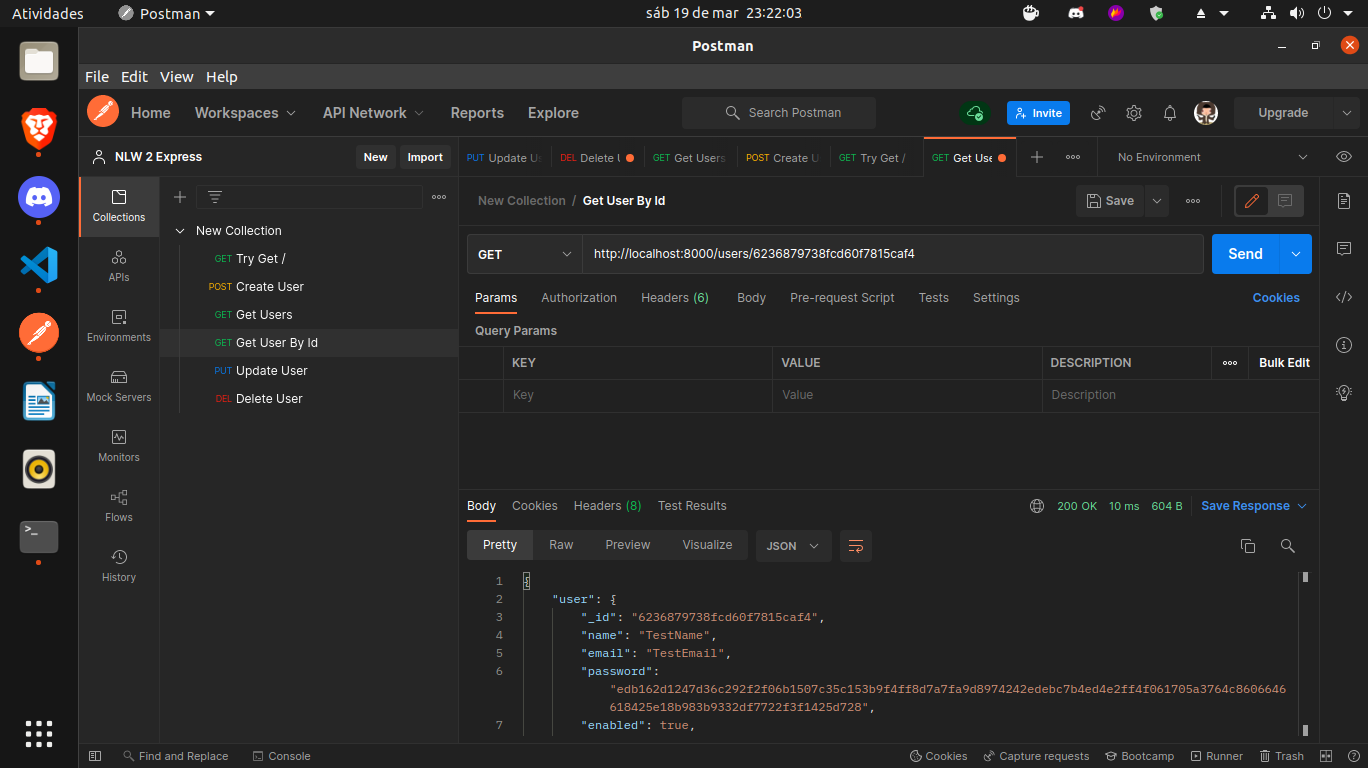 Atividades Postman sáb 19 de mar 23:22:03
Postman
File Edit View Help
Home Workspaces API Network Reports Explore Search Postman Invite Upgrade
NLW 2 Express New Import PUT Update Us DEL Delete U GET Get Users POST Create U GET Try Get / GET Get Use No Environment
Collections
APIs
Environments
Mock Servers
Monitors
Flows
History
New Collection
GET Try Get /
POST Create User
GET Get Users
GET Get User By Id
PUT Update User
DEL Delete User
New Collection / Get User By Id Save
GET http://localhost:8000/users/6236879738fcd60f7815caf4 Send
Params Authorization Headers (6) Body Pre-request Script Tests Settings Cookies
Query Params
KEY VALUE DESCRIPTION Bulk Edit
Key Value Description
Body Cookies Headers (8) Test Results 200 OK 10 ms 604 B Save Response
Pretty Raw Preview Visualize JSON
1 {
2 "user": {
3 "_id": "6236879738fcd60f7815caf4",
4 "name": "TestName",
5 "email": "TestEmail",
6 "password":
"edb162d1247d36c292f2f06b1507c35c153b9f4ff8d7a7fa9d8974242edebc7b4ed4e2ff4f061705a3764c8606646
618425e18b983b9332df7722f3f1425d728",
7 "enabled": true,
Find and Replace Console Cookies Capture requests Bootcamp Runner Trash